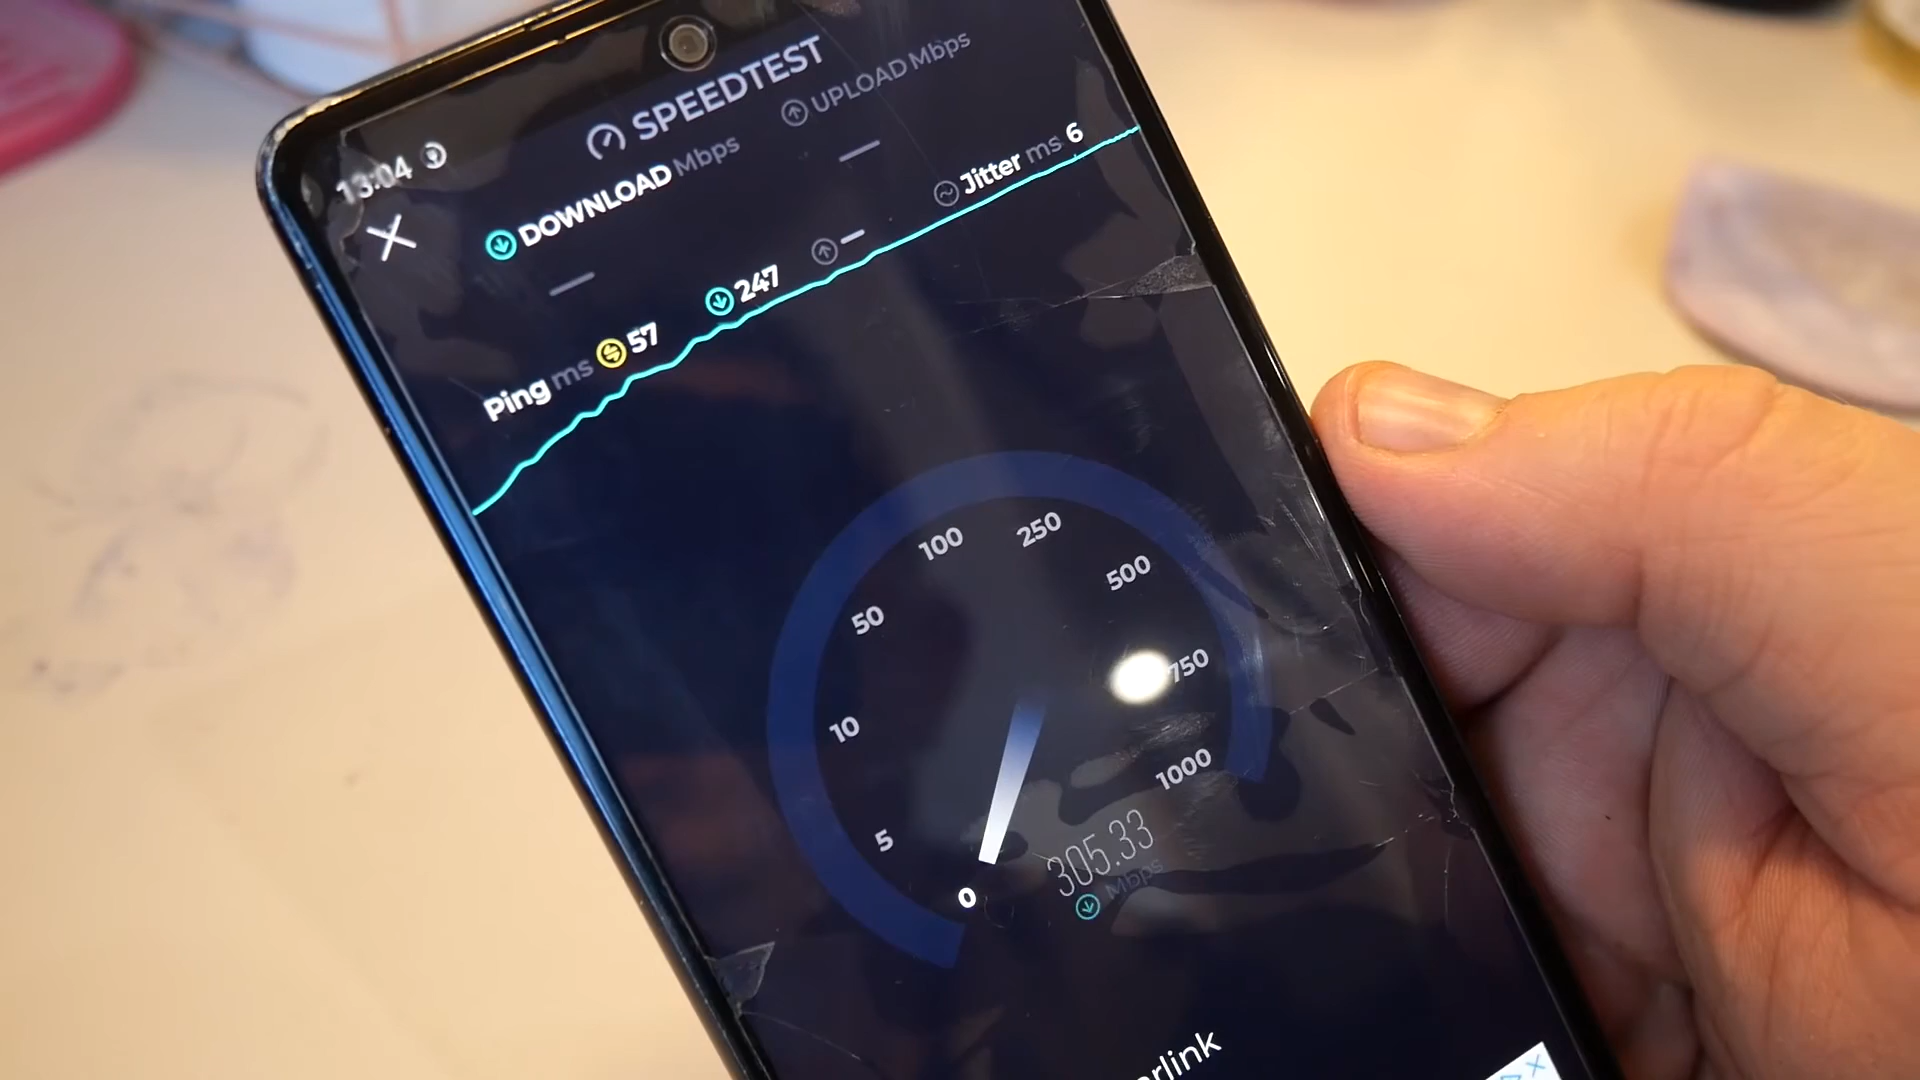 13:04
SPEEDTEST
DOWNLOAD Mbps
UPLOAD Mbps
Ping ms 57
247
Jitter ms 6
0
5
10
50
100
250
500
750
1000
305.33
Mbps